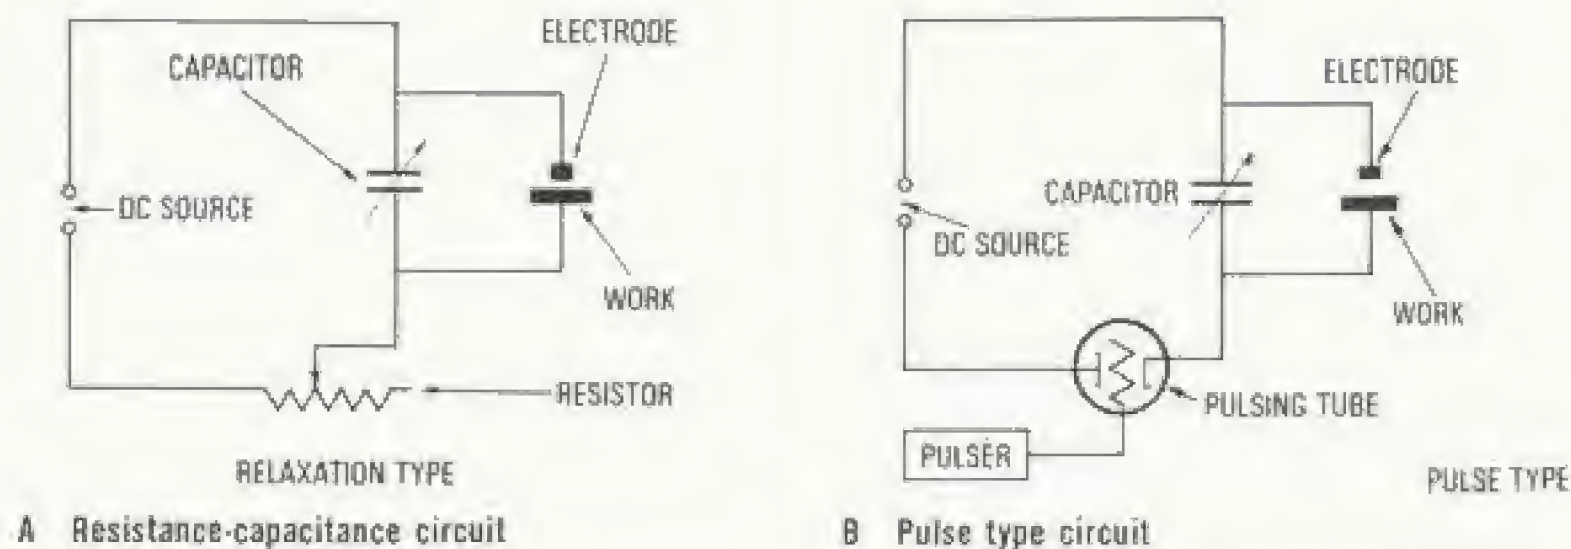 ELECTRODE
CAPACITOR
DC SOURCE
WORK
RESISTOR
RELAXATION TYPE
A Resistance-capacitance circuit
ELECTRODE
CAPACITOR
DC SOURCE
WORK
PULSING TUBE
PULSER
PULSE TYPE
B Pulse type circuit